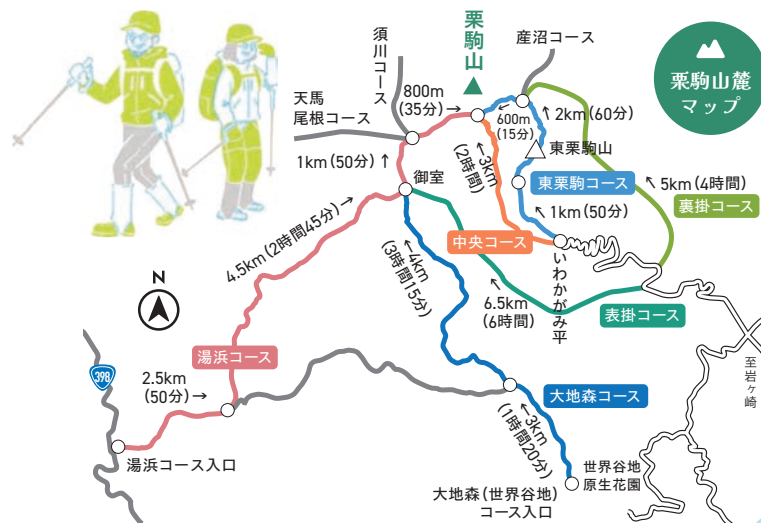 栗駒山麓
マップ
栗駒山
産沼コース
須川コース
天馬
尾根コース
800m
(35分)→
←
600m
(15分)
↖2km(60分)
東栗駒山
1km(50分)↑
御室
←3km
(2時間)
東栗駒コース
↖5km(4時間)
裏掛コース
↖1km(50分)
中央コース
いわかがみ平
4.5km(2時間45分)→
←4km
(3時間15分)
↖
6.5km
(6時間)
表掛コース
N
湯浜コース
398
2.5km
(50分)→
至岩ヶ崎
大地森コース
←3km
(1時間20分)
湯浜コース入口
世界谷地
原生花園
大地森(世界谷地)
コース入口